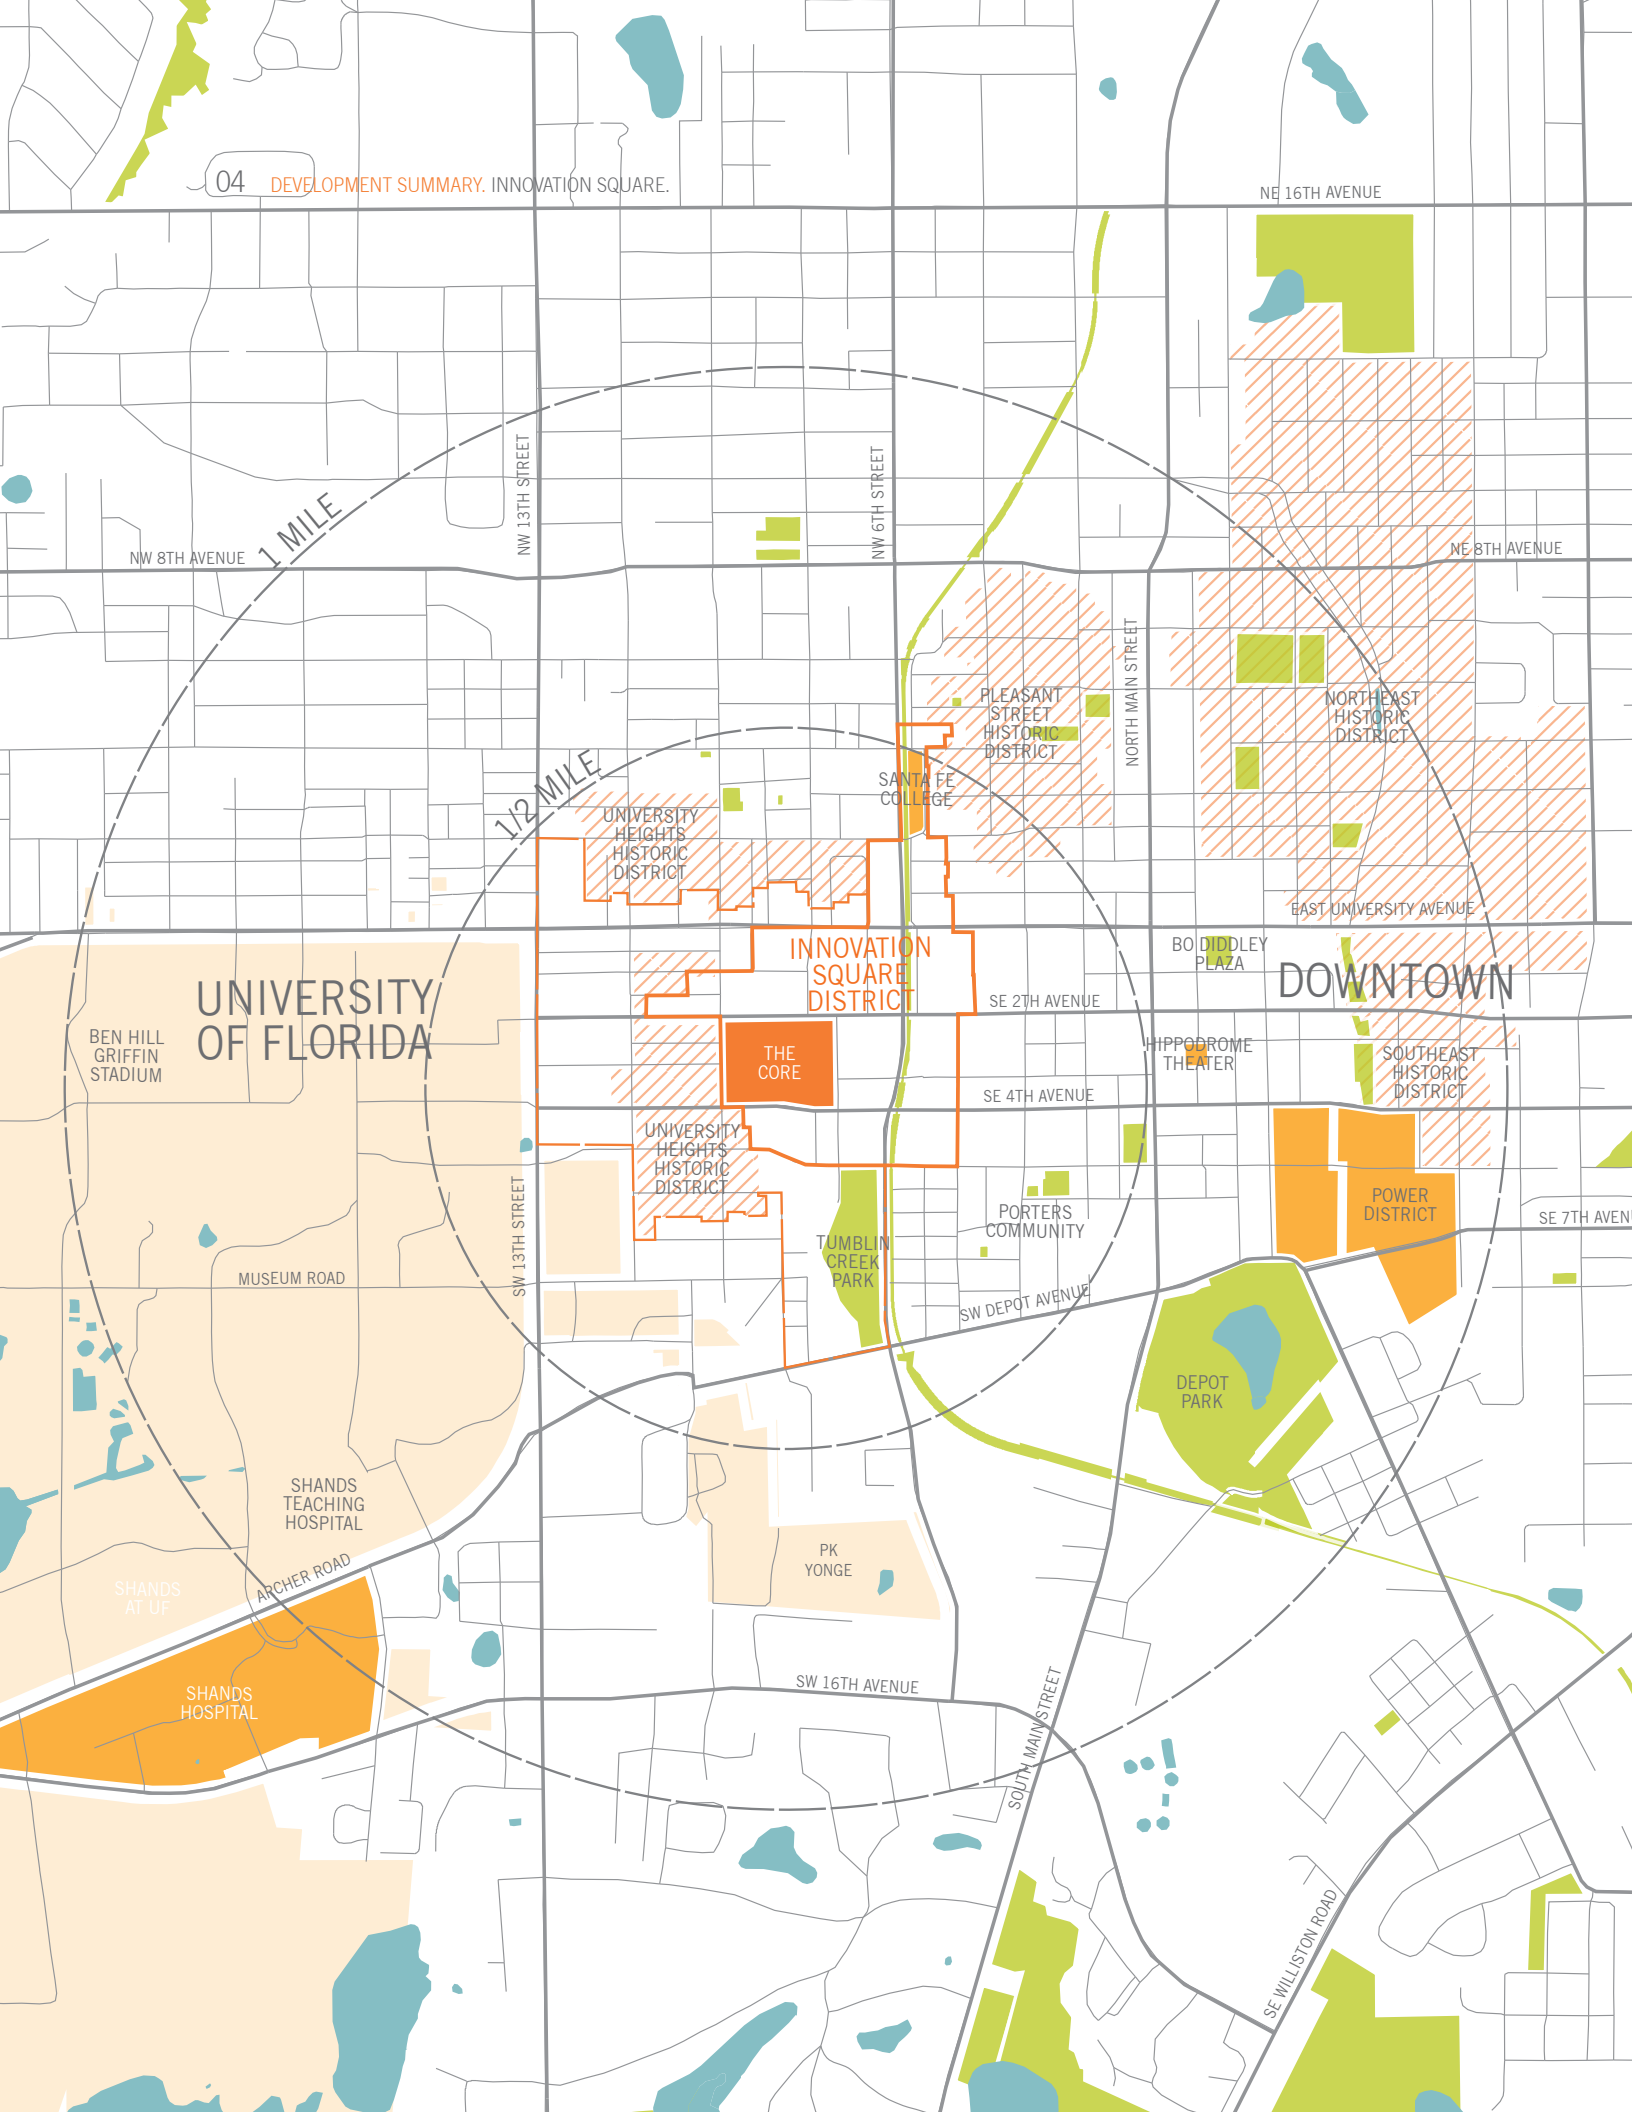 04 DEVELOPMENT SUMMARY. INNOVATION SQUARE.
NE 16TH AVENUE
NW 13TH STREET
NW 6TH STREET
1 MILE
NW 8TH AVENUE
NE 8TH AVENUE
NORTH MAIN STREET
PLEASANT
STREET
HISTORIC
DISTRICT
NORTHEAST
HISTORIC
DISTRICT
1/2 MILE
SANTA FE
COLLEGE
UNIVERSITY
HEIGHTS
HISTORIC
DISTRICT
EAST UNIVERSITY AVENUE
INNOVATION
SQUARE
DISTRICT
BO DIDDLEY
PLAZA
DOWNTOWN
UNIVERSITY
OF FLORIDA
SE 2TH AVENUE
BEN HILL
GRIFFIN
STADIUM
THE
CORE
HIPPODROME
THEATER
SOUTHEAST
HISTORIC
DISTRICT
SE 4TH AVENUE
UNIVERSITY
HEIGHTS
HISTORIC
DISTRICT
SW 13TH STREET
POWER
DISTRICT
PORTERS
COMMUNITY
SE 7TH AVEN
TUMBLIN
CREEK
PARK
MUSEUM ROAD
SW DEPOT AVENUE
DEPOT
PARK
SHANDS
TEACHING
HOSPITAL
PK
YONGE
ARCHER ROAD
SHANDS
AT UF
SHANDS
HOSPITAL
SW 16TH AVENUE
SOUTH MAIN STREET
SE WILLISTON ROAD